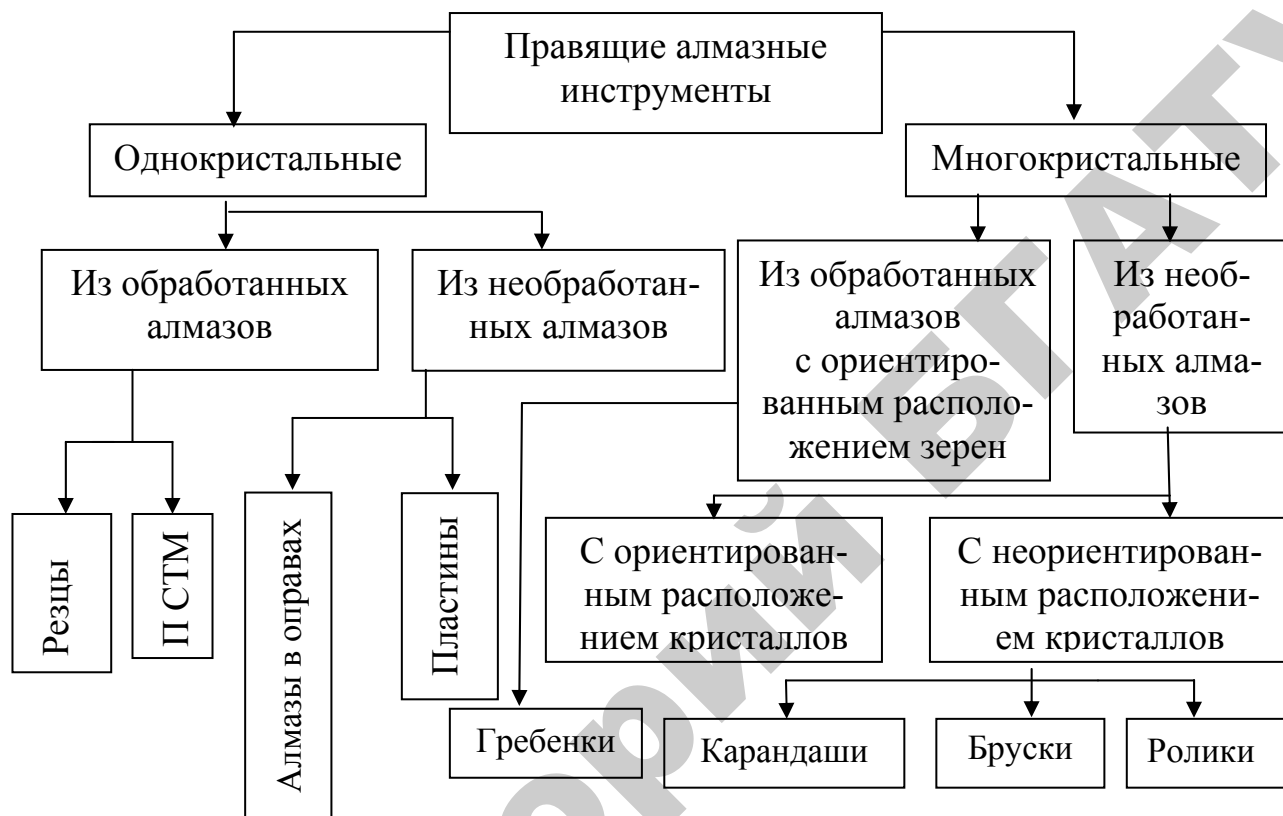 Правящие алмазные
инструменты
Однокристальные
Многокристальные
Из обработанных
алмазов
Из необработан-
ных алмазов
Из обработанных
алмазов
с ориентиро-
ванным располо-
жением зерен
Из необ-
работан-
ных алма-
зов
Резцы
П СТМ
Алмазы в оправах
Пластины
С ориентирован-
ным расположе-
нием кристаллов
С неориентирован-
ным расположени-
ем кристаллов
Гребенки
Карандаши
Бруски
Ролики
орий БГАТУ